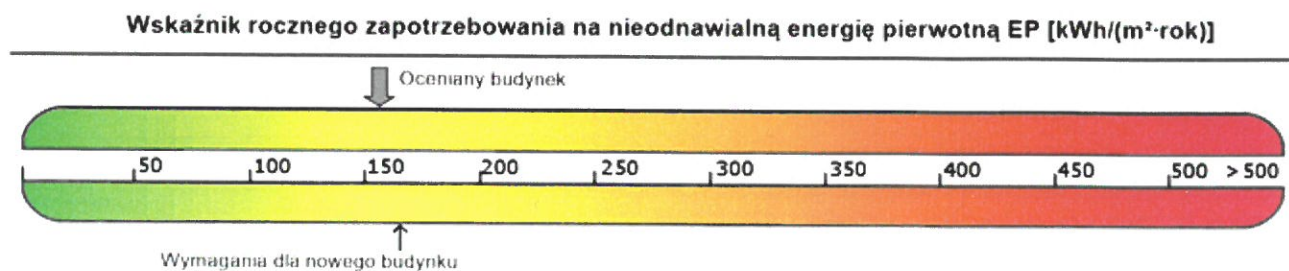 Wskaźnik rocznego zapotrzebowania na nieodnawialną energię pierwotną EP [kWh/(m²·rok)]
Oceniany budynek
50 100 150 200 250 300 350 400 450 500 > 500
Wymagania dla nowego budynku